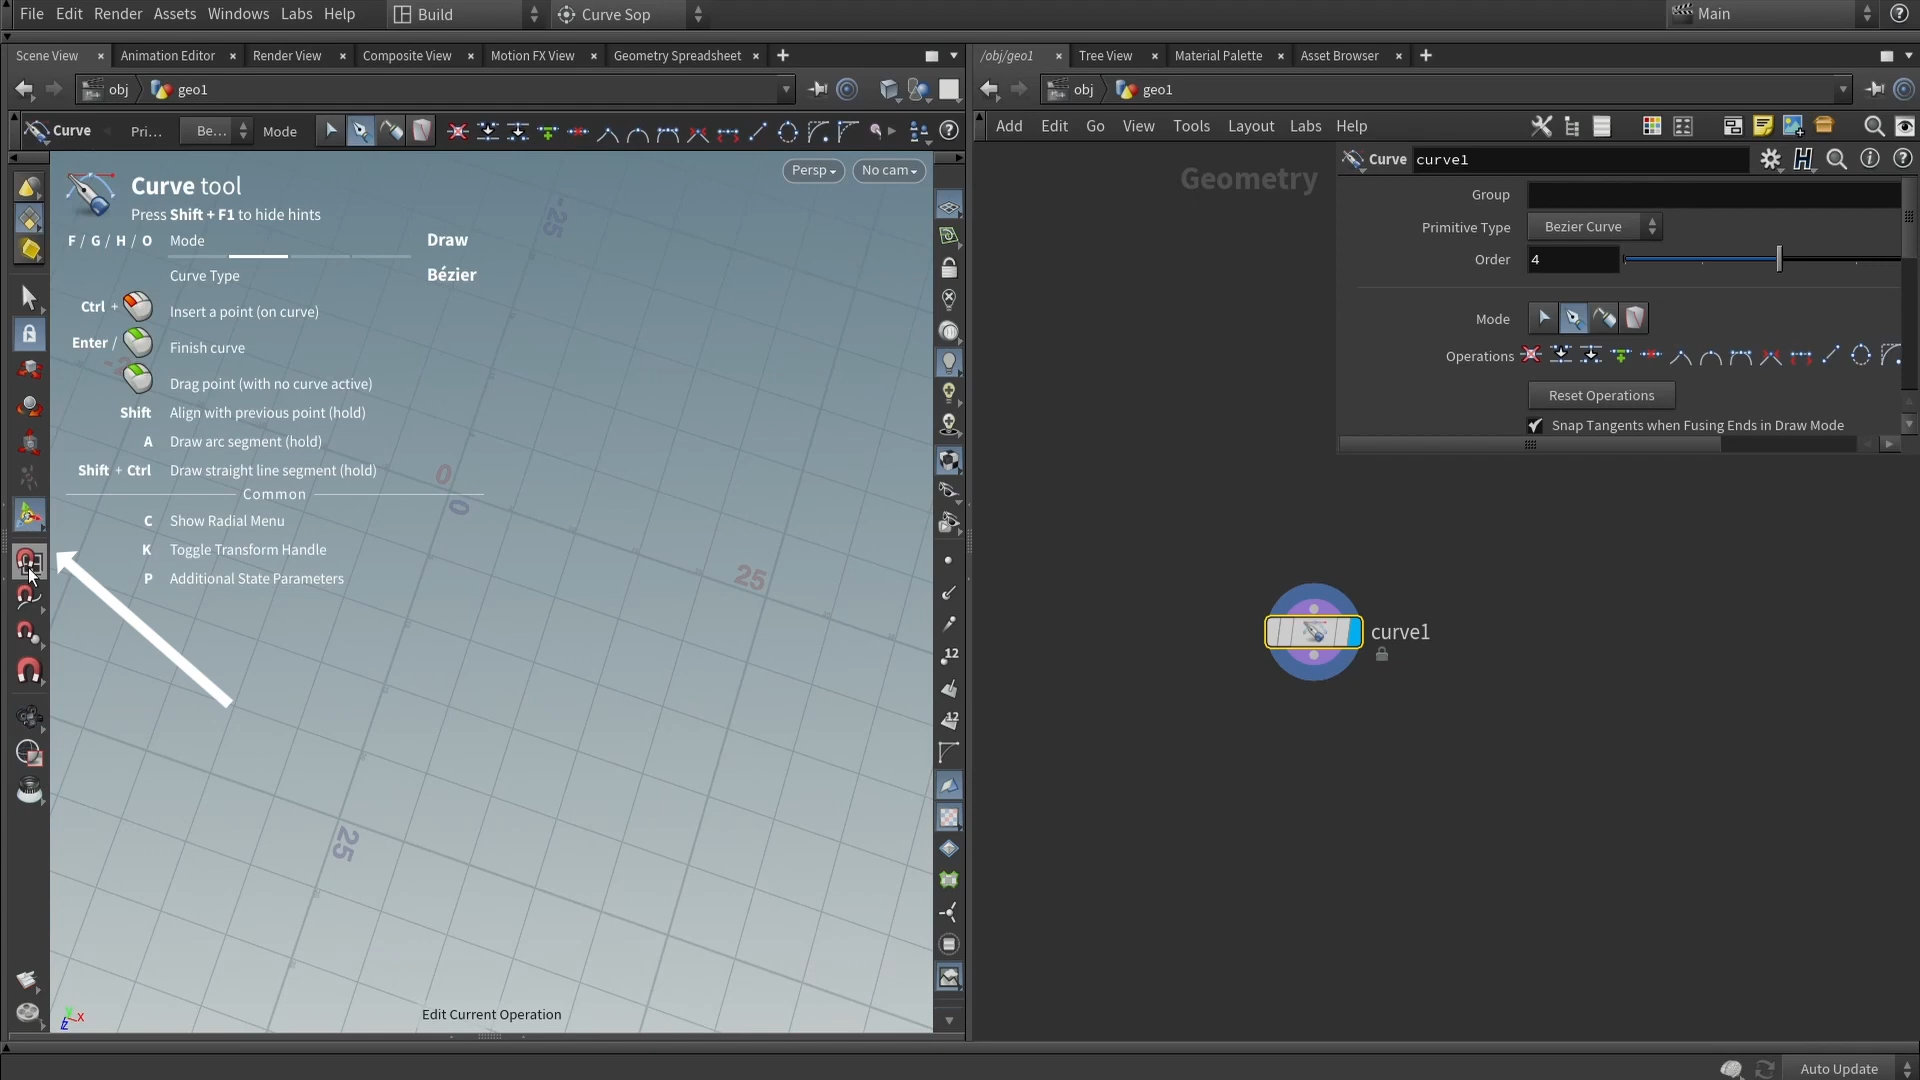 File Edit Render Assets Windows Labs Help Build Curve Sop Main
Scene View Animation Editor Render View Composite View Motion FX View Geometry Spreadsheet /obj/geo1 Tree View Material Palette Asset Browser
obj geo1 obj geo1
Curve Pri... Be... Mode Add Edit Go View Tools Layout Labs Help
Persp No cam
Curve tool
Press Shift + F1 to hide hints
F / G / H / O Mode Draw
Curve Type Bézier
Ctrl + Insert a point (on curve)
Enter / Finish curve
Drag point (with no curve active)
Shift Align with previous point (hold)
A Draw arc segment (hold)
Shift + Ctrl Draw straight line segment (hold)
Common
C Show Radial Menu
K Toggle Transform Handle
P Additional State Parameters
-25
0
0
25
25
12
12
Z X
Edit Current Operation
Geometry
Curve curve1
Group
Primitive Type Bezier Curve
Order 4
Mode
Operations
Reset Operations
Snap Tangents when Fusing Ends in Draw Mode
curve1
Auto Update